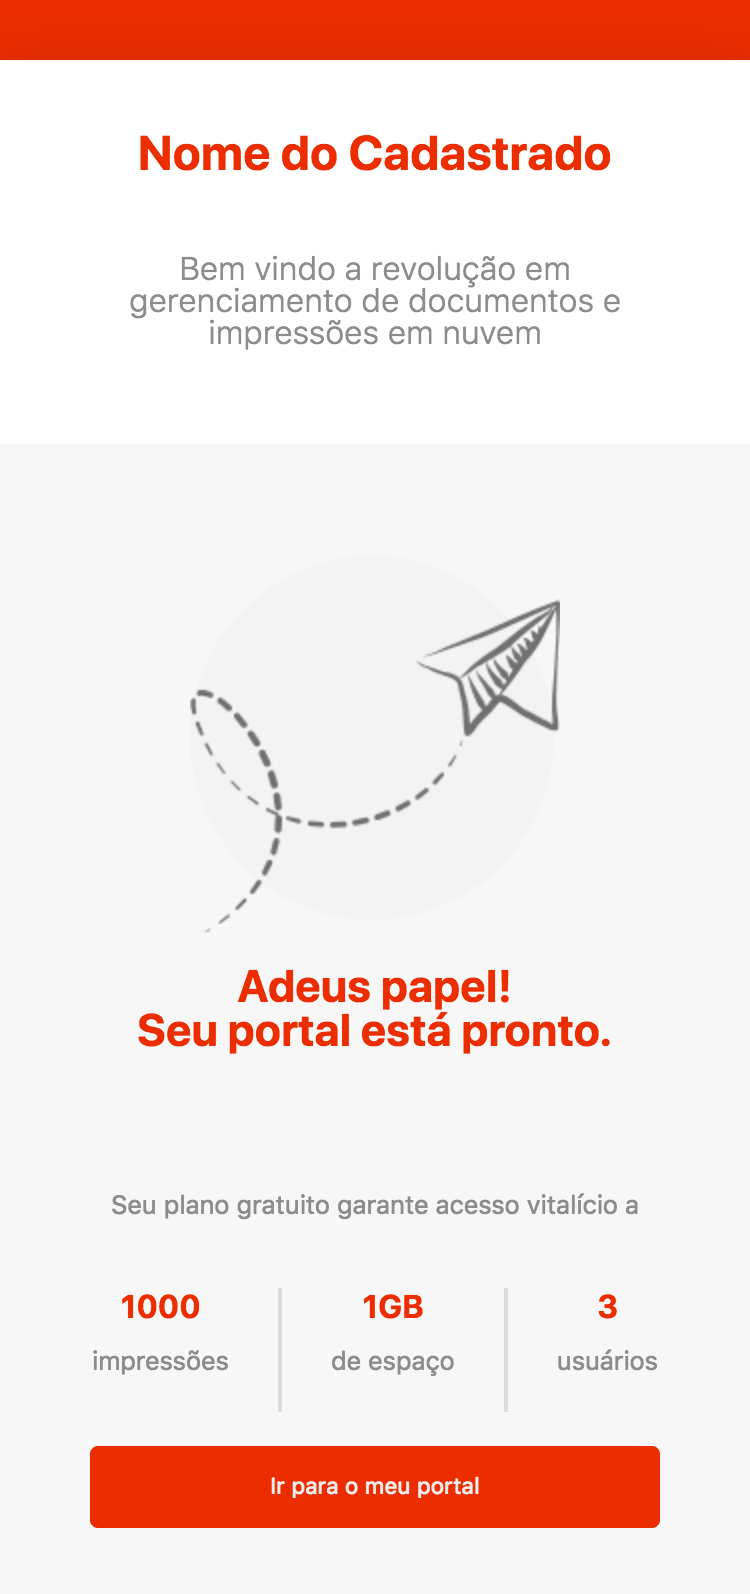 Nome do Cadastrado
Bem vindo a revolução em
gerenciamento de documentos e
impressões em nuvem
Adeus papel!
Seu portal está pronto.
Seu plano gratuito garante acesso vitalício a
1000
impressões
1GB
de espaço
3
usuários
Ir para o meu portal